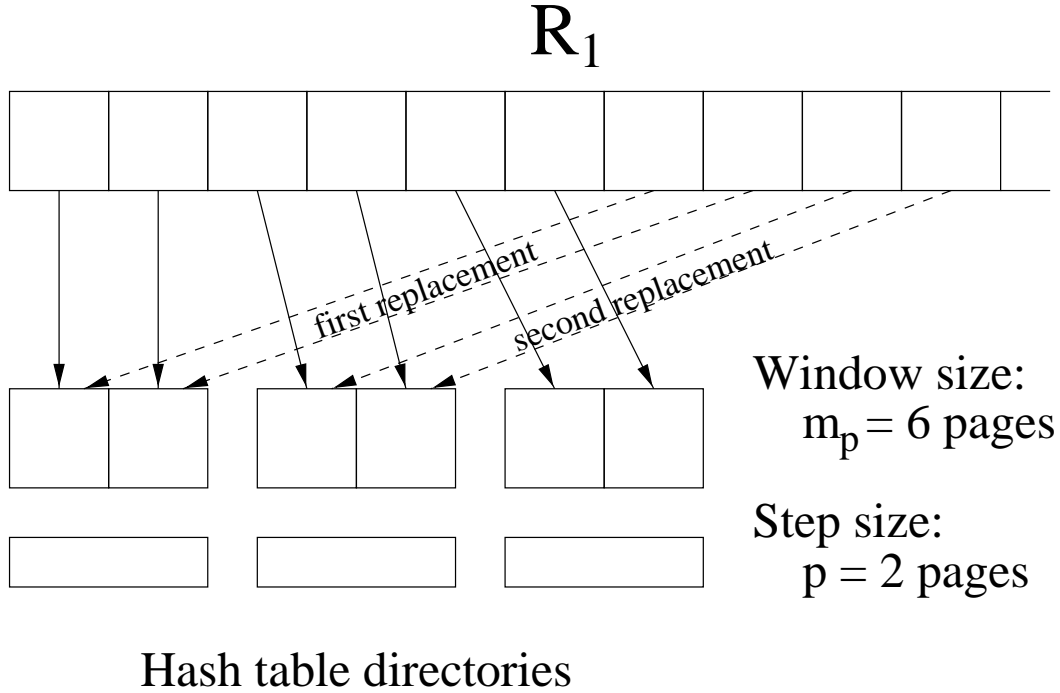 R₁
first replacement
second replacement
Window size:
mₚ = 6 pages
Step size:
p = 2 pages
Hash table directories